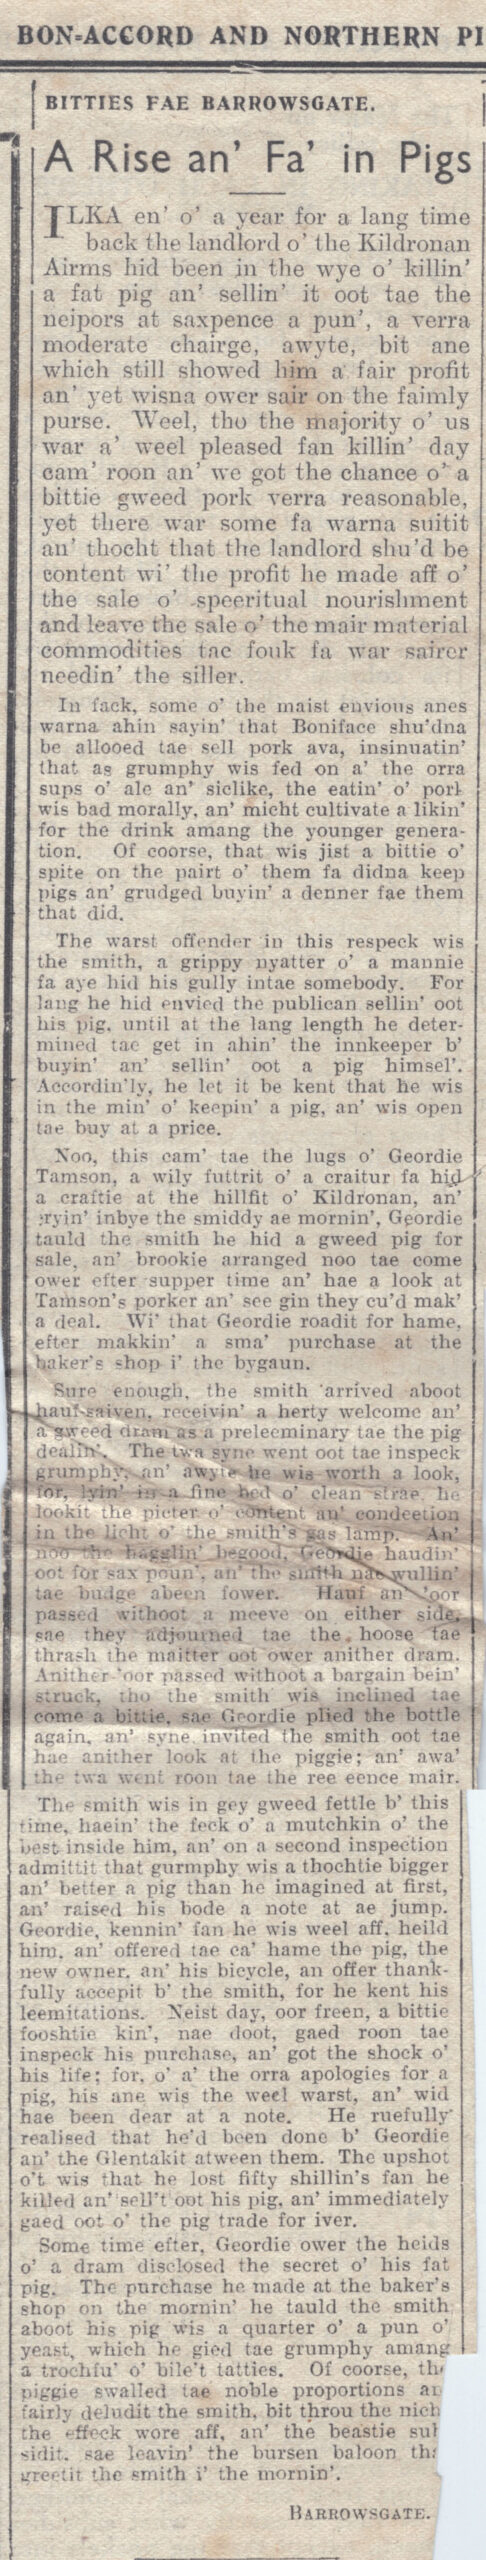 BON-ACCORD AND NORTHERN PI
BITTIES FAE BARROWSGATE.
A Rise an' Fa' in Pigs
ILKA en' o' a year for a lang time
back the landlord o' the Kildronan
Airms hid been in the wye o' killin'
a fat pig an' sellin' it oot tae the
neipors at saxpence a pun', a verra
moderate chairge, awyte, bit ane
which still showed him a fair profit
an' yet wisna ower sair on the faimly
purse. Weel, tho the majority o' us
war a' weel pleased fan killin' day
cam' roon an' we got the chance o' a
bittie gweed pork verra reasonable,
yet there war some fa warna suitit
an' thocht that the landlord shu'd be
content wi' the profit he made aff o'
the sale o' speeritual nourishment
and leave the sale o' the mair material
commodities tae fouk fa war sairer
needin' the siller.
In fack, some o' the maist envious anes
warna ahin sayin' that Boniface shu'dna
be allooed tae sell pork ava, insinuatin'
that as grumphy wis fed on a' the orra
sups o' ale an' siclike, the eatin' o' pork
wis bad morally, an' micht cultivate a likin'
for the drink amang the younger genera-
tion. Of coorse, that wis jist a bittie o'
spite on the pairt o' them fa didna keep
pigs an' grudged buyin' a denner fae them
that did.
The warst offender in this respeck wis
the smith, a grippy nyatter o' a mannie
fa aye hid his gully intae somebody. For
lang he hid envied the publican sellin' oot
his pig, until at the lang length he deter-
mined tae get in ahin' the innkeeper b'
buyin' an' sellin' oot a pig himsel'.
Accordin'ly, he let it be kent that he wis
in the min' o' keepin' a pig, an' wis open
tae buy at a price.
Noo, this cam' tae the lugs o' Geordie
Tamson, a wily futtrit o' a craitur fa hid
a craftie at the hillfit o' Kildronan, an'
cryin' inbye the smiddy ae mornin', Geordie
tauld the smith he hid a gweed pig for
sale, an' brookie arranged noo tae come
ower efter supper time an' hae a look at
Tamson's porker an' see gin they cu'd mak'
a deal. Wi' that Geordie roadit for hame,
efter makkin' a sma' purchase at the
baker's shop i' the bygaun.
Sure enough, the smith arrived aboot
hauf-saiven, receivin' a herty welcome an'
a gweed dram as a preleeminary tae the pig
dealin'. The twa syne went oot tae inspeck
grumphy, an' awyte he wis worth a look,
for, lyin' in a fine bed o' clean strae, he
lookit the picter o' content an' condeetion
in the licht o' the smith's gas lamp. An'
noo the hagglin' begood, Geordie haudin'
oot for sax poun', an' the smith nae wullin'
tae budge abeen fower. Hauf an' 'oor
passed withoot a meeve on either side,
sae they adjourned tae the hoose tae
thrash the maitter oot ower anither dram.
Anither 'oor passed withoot a bargain bein'
struck, tho the smith wis inclined tae
come a bittie, sae Geordie plied the bottle
again, an' syne invited the smith oot tae
hae anither look at the piggie; an' awa'
the twa went roon tae the ree eence mair.
The smith wis in gey gweed fettle b' this
time, haein' the feck o' a mutchkin o' the
best inside him, an' on a second inspection
admittit that gurmphy wis a thochtie bigger
an' better a pig than he imagined at first,
an' raised his bode a note at ae jump.
Geordie, kennin' fan he wis weel aff, heild
him, an' offered tae ca' hame the pig, the
new owner, an' his bicycle, an offer thank-
fully accepit b' the smith, for he kent his
leemitations. Neist day, oor freen, a bittie
fooshtie kin', nae doot, gaed roon tae
inspeck his purchase, an' got the shock o'
his life; for, o' a' the orra apologies for a
pig, his ane wis the weel warst, an' wid
hae been dear at a note. He ruefully
realised that he'd been done b' Geordie
an' the Glentakit atween them. The upshot
o't wis that he lost fifty shillin's fan he
killed an' sell't oot his pig, an' immediately
gaed oot o' the pig trade for iver.
Some time efter, Geordie ower the heids
o' a dram disclosed the secret o' his fat
pig. The purchase he made at the baker's
shop on the mornin' he tauld the smith
aboot his pig wis a quarter o' a pun o'
yeast, which he gied tae grumphy amang
a trochfu' o' bile't tatties. Of coorse, the
piggie swalled tae noble proportions an
fairly deludit the smith, bit throu the nich
the effeck wore aff, an' the beastie sub
sidit, sae leavin' the bursen baloon tha
greetit the smith i' the mornin'.
BARROWSGATE.